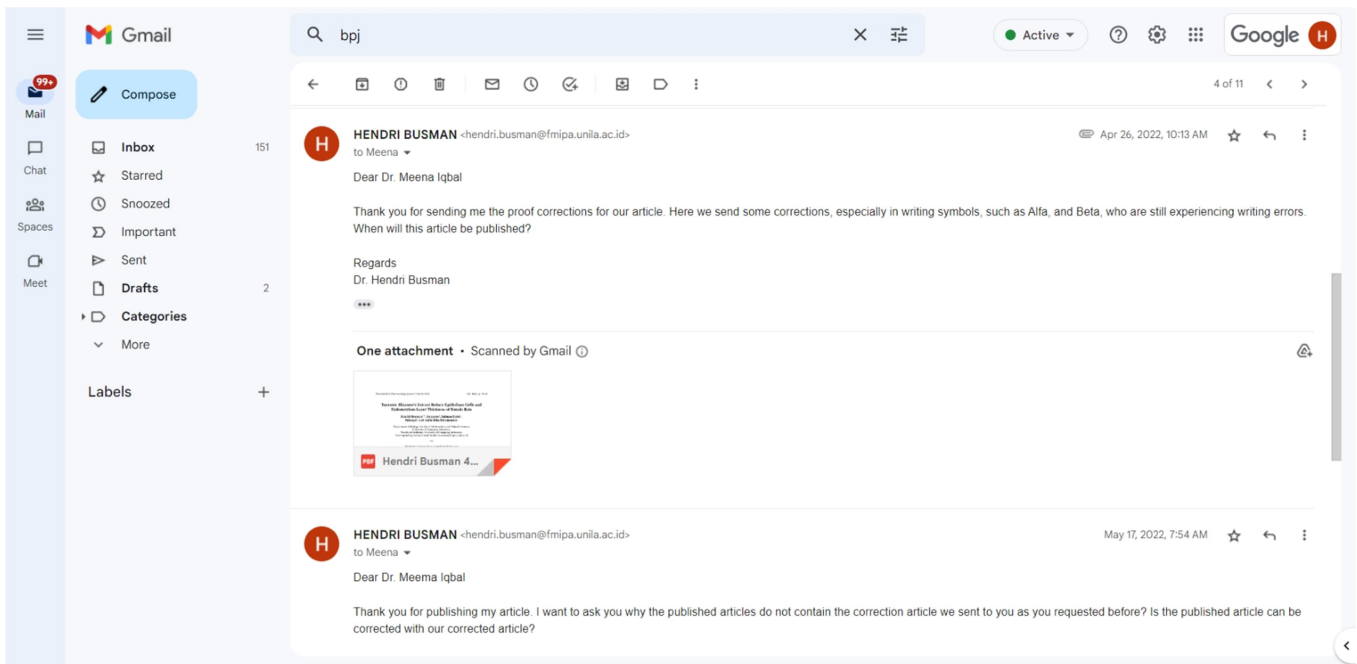 Gmail
bpj
Active
Google H
99+
Mail
Compose
4 of 11
Chat
Spaces
Meet
Inbox 151
Starred
Snoozed
Important
Sent
Drafts 2
Categories
More
Labels
H
HENDRI BUSMAN <hendri.busman@fmipa.unila.ac.id> Apr 26, 2022, 10:13 AM
to Meena
Dear Dr. Meena Iqbal
Thank you for sending me the proof corrections for our article. Here we send some corrections, especially in writing symbols, such as Alfa, and Beta, who are still experiencing writing errors.
When will this article be published?
Regards
Dr. Hendri Busman
One attachment • Scanned by Gmail
PDF Hendri Busman 4...
H
HENDRI BUSMAN <hendri.busman@fmipa.unila.ac.id> May 17, 2022, 7:54 AM
to Meena
Dear Dr. Meema Iqbal
Thank you for publishing my article. I want to ask you why the published articles do not contain the correction article we sent to you as you requested before? Is the published article can be
corrected with our corrected article?